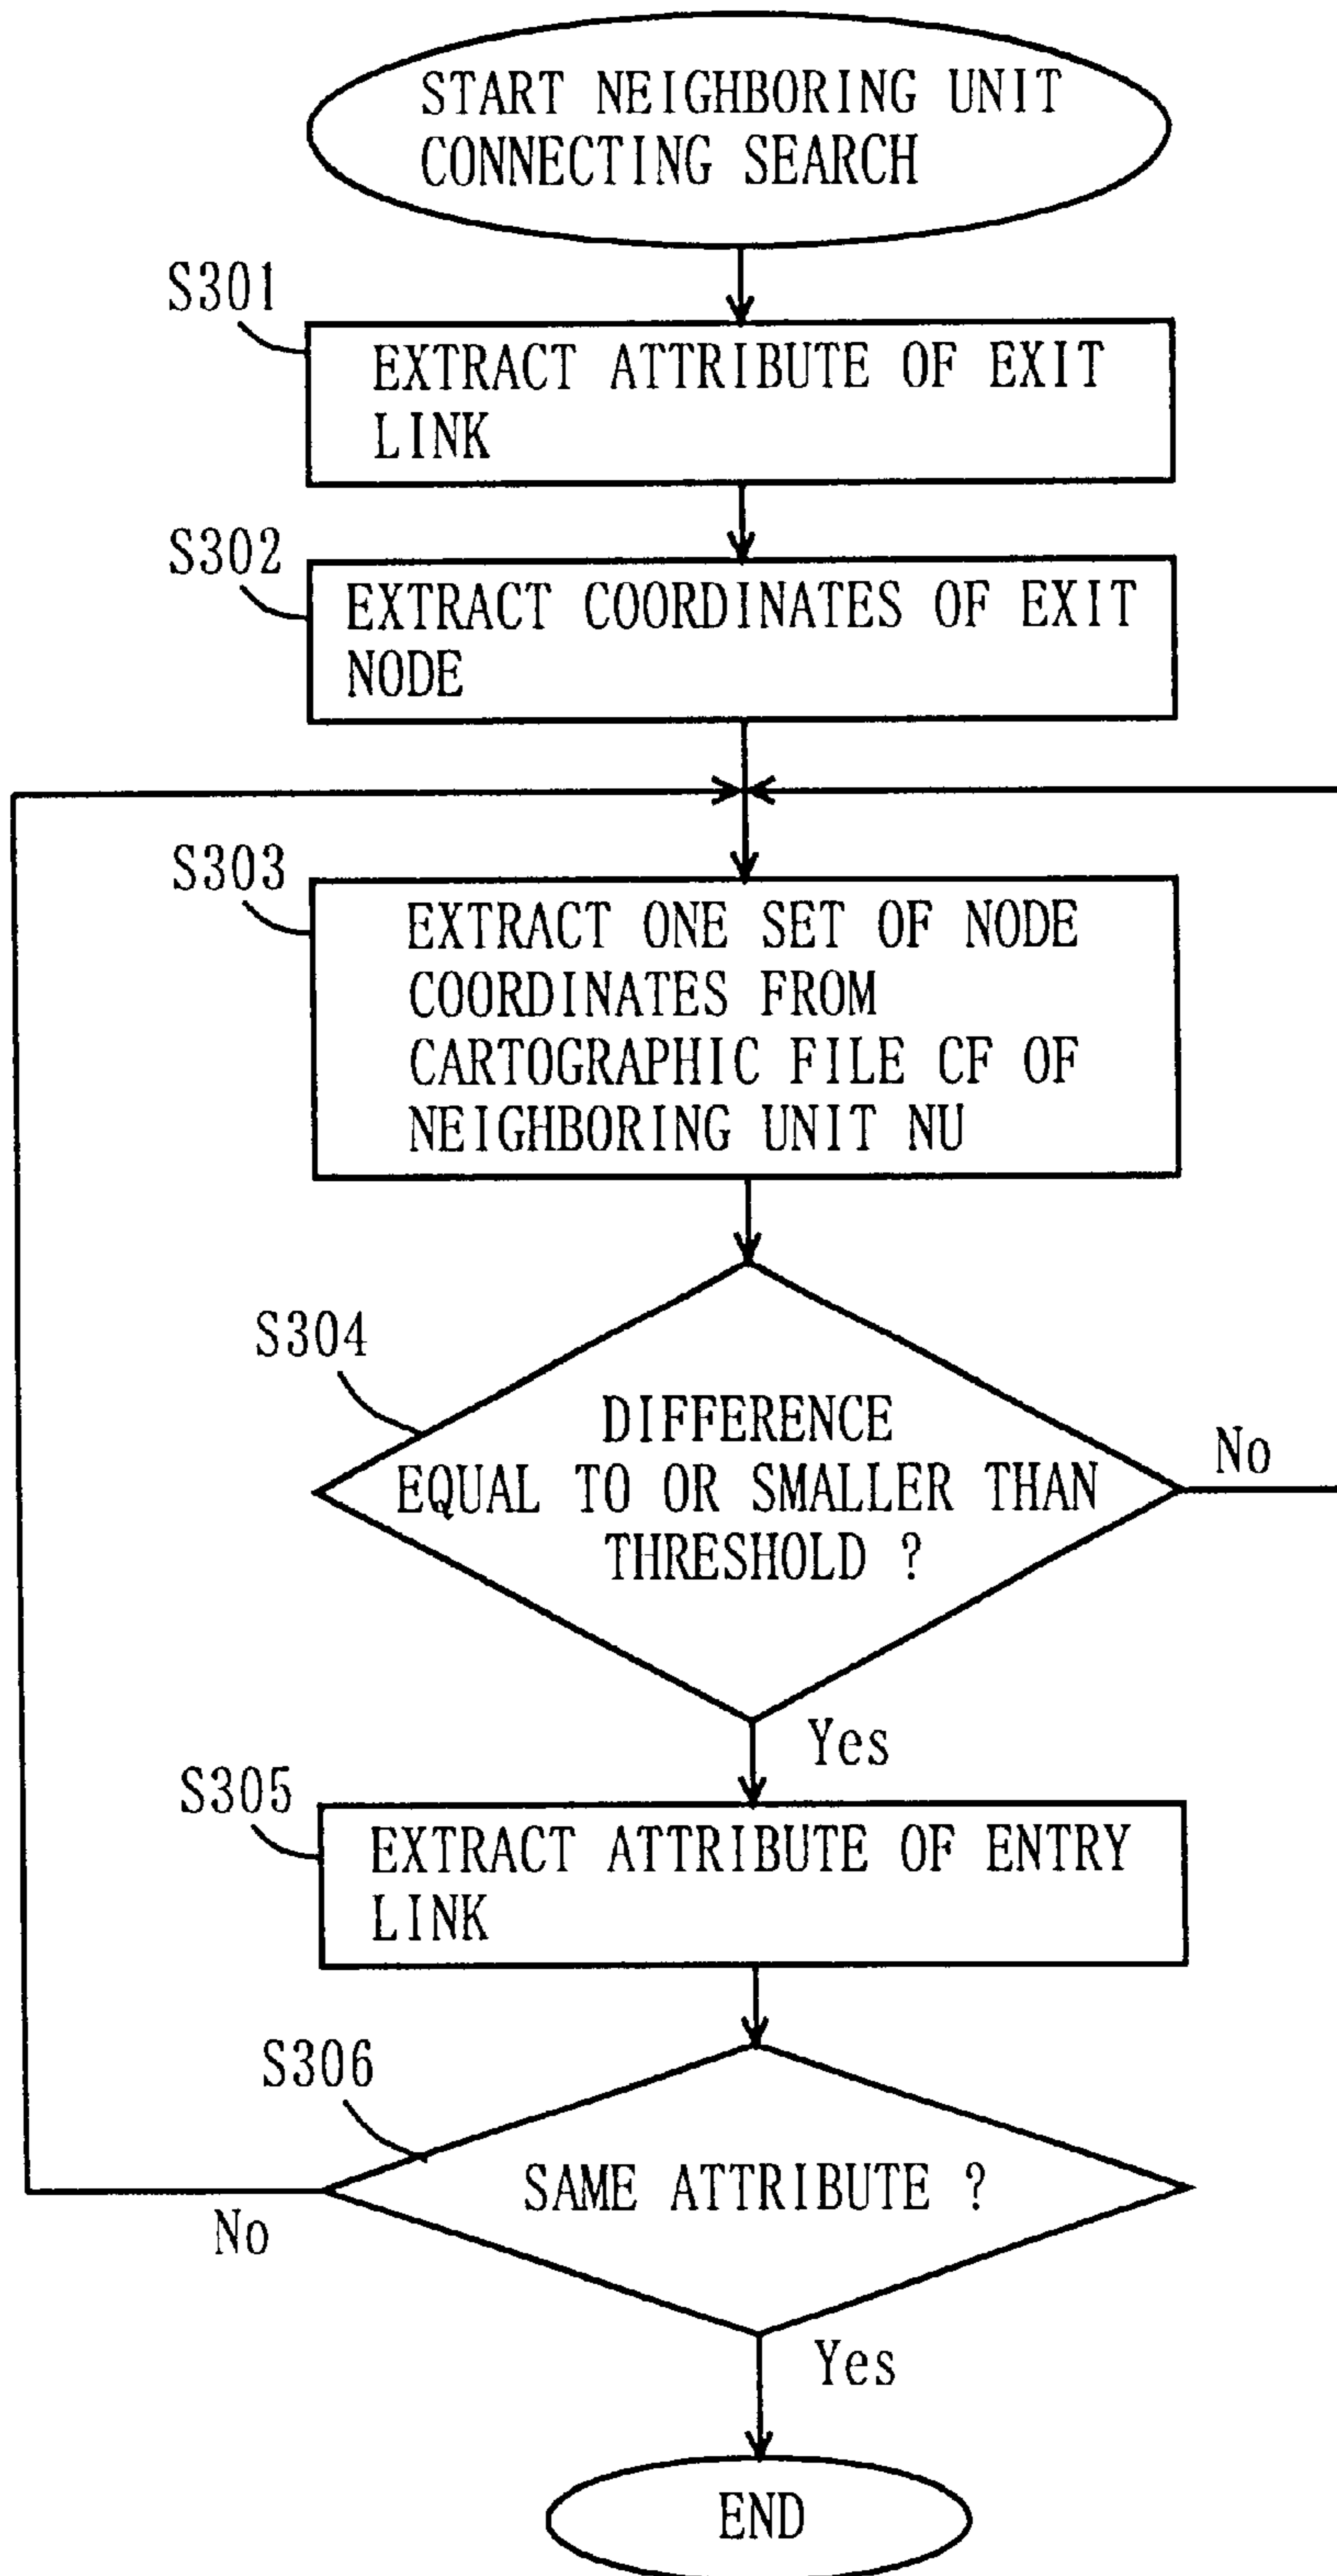 START NEIGHBORING UNIT
CONNECTING SEARCH
S301
EXTRACT ATTRIBUTE OF EXIT
LINK
S302
EXTRACT COORDINATES OF EXIT
NODE
S303
EXTRACT ONE SET OF NODE
COORDINATES FROM
CARTOGRAPHIC FILE CF OF
NEIGHBORING UNIT NU
S304
DIFFERENCE
EQUAL TO OR SMALLER THAN
THRESHOLD ?
No
Yes
S305
EXTRACT ATTRIBUTE OF ENTRY
LINK
S306
SAME ATTRIBUTE ?
No
Yes
END